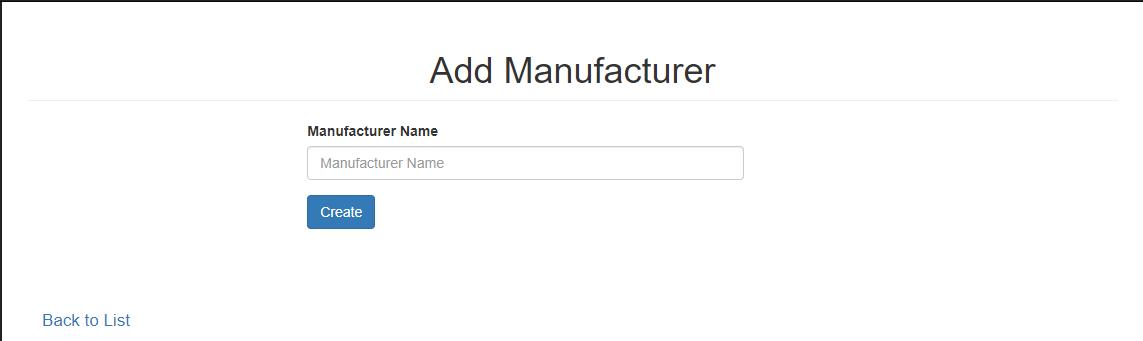 Add Manufacturer
Manufacturer Name
Manufacturer Name
Create
Back to List